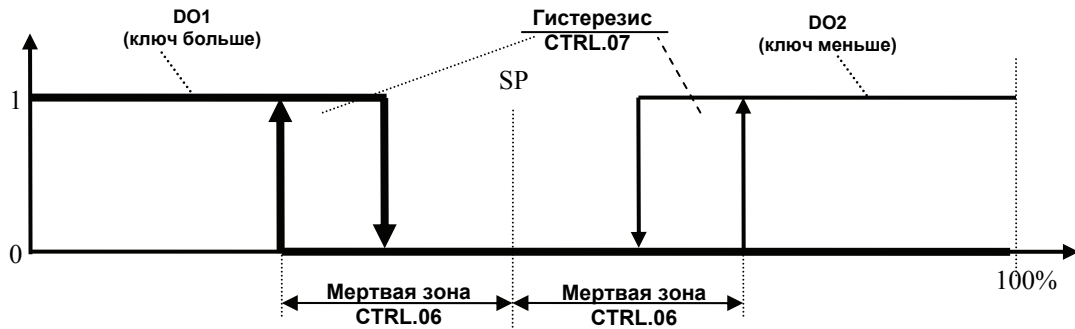 DO1
(ключ больше)
Гистерезис
CTRL.07
DO2
(ключ меньше)
SP
1
0
100%
Мертвая зона
CTRL.06
Мертвая зона
CTRL.06